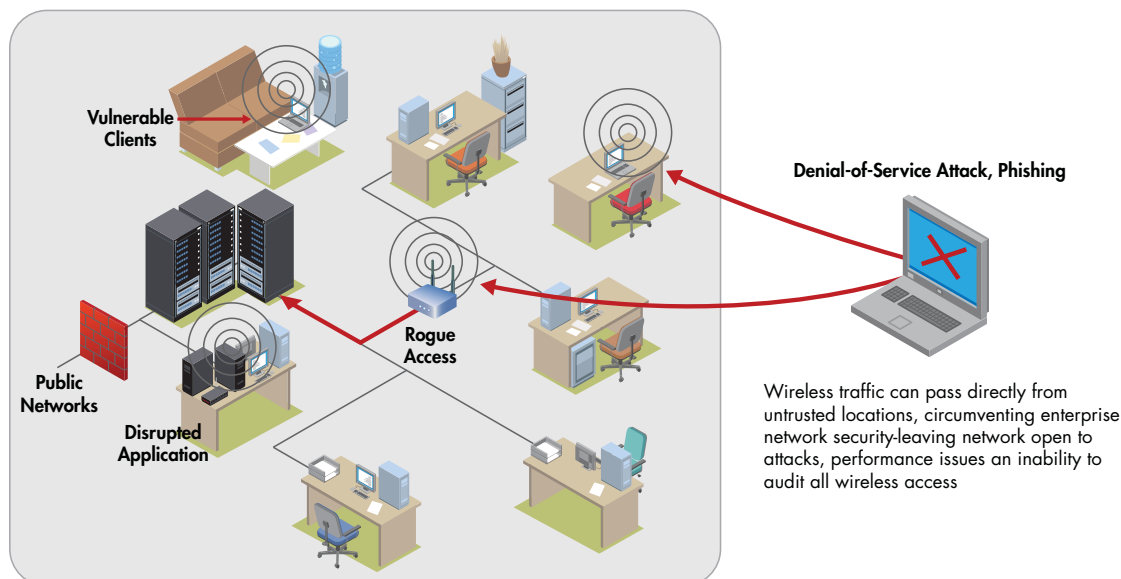 Vulnerable
Clients
Denial-of-Service Attack, Phishing
Rogue
Access
Public
Networks
Disrupted
Application
Wireless traffic can pass directly from
untrusted locations, circumventing enterprise
network security-leaving network open to
attacks, performance issues an inability to
audit all wireless access